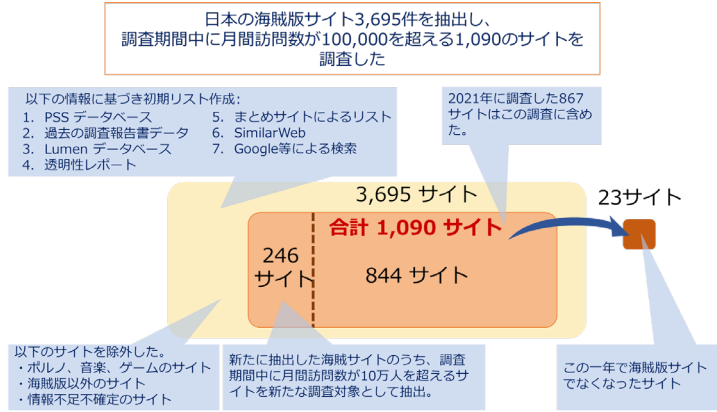 日本の海賊版サイト3,695件を抽出し、
調査期間中に月間訪問数が100,000を超える1,090のサイトを
調査した
以下の情報に基づき初期リスト作成:
1. PSS データベース
2. 過去の調査報告書データ
3. Lumen データベース
4. 透明性レポート
5. まとめサイトによるリスト
6. SimilarWeb
7. Google等による検索
2021年に調査した867
サイトはこの調査に含め
た。
3,695 サイト
23サイト
合計 1,090 サイト
246
サイト
844 サイト
以下のサイトを除外した。
・ポルノ、音楽、ゲームのサイト
・海賊版以外のサイト
・情報不足不確定のサイト
新たに抽出した海賊サイトのうち、調査
期間中に月間訪問数が10万人を超えるサ
イトを新たな調査対象として抽出。
この一年で海賊版サイト
でなくなったサイト